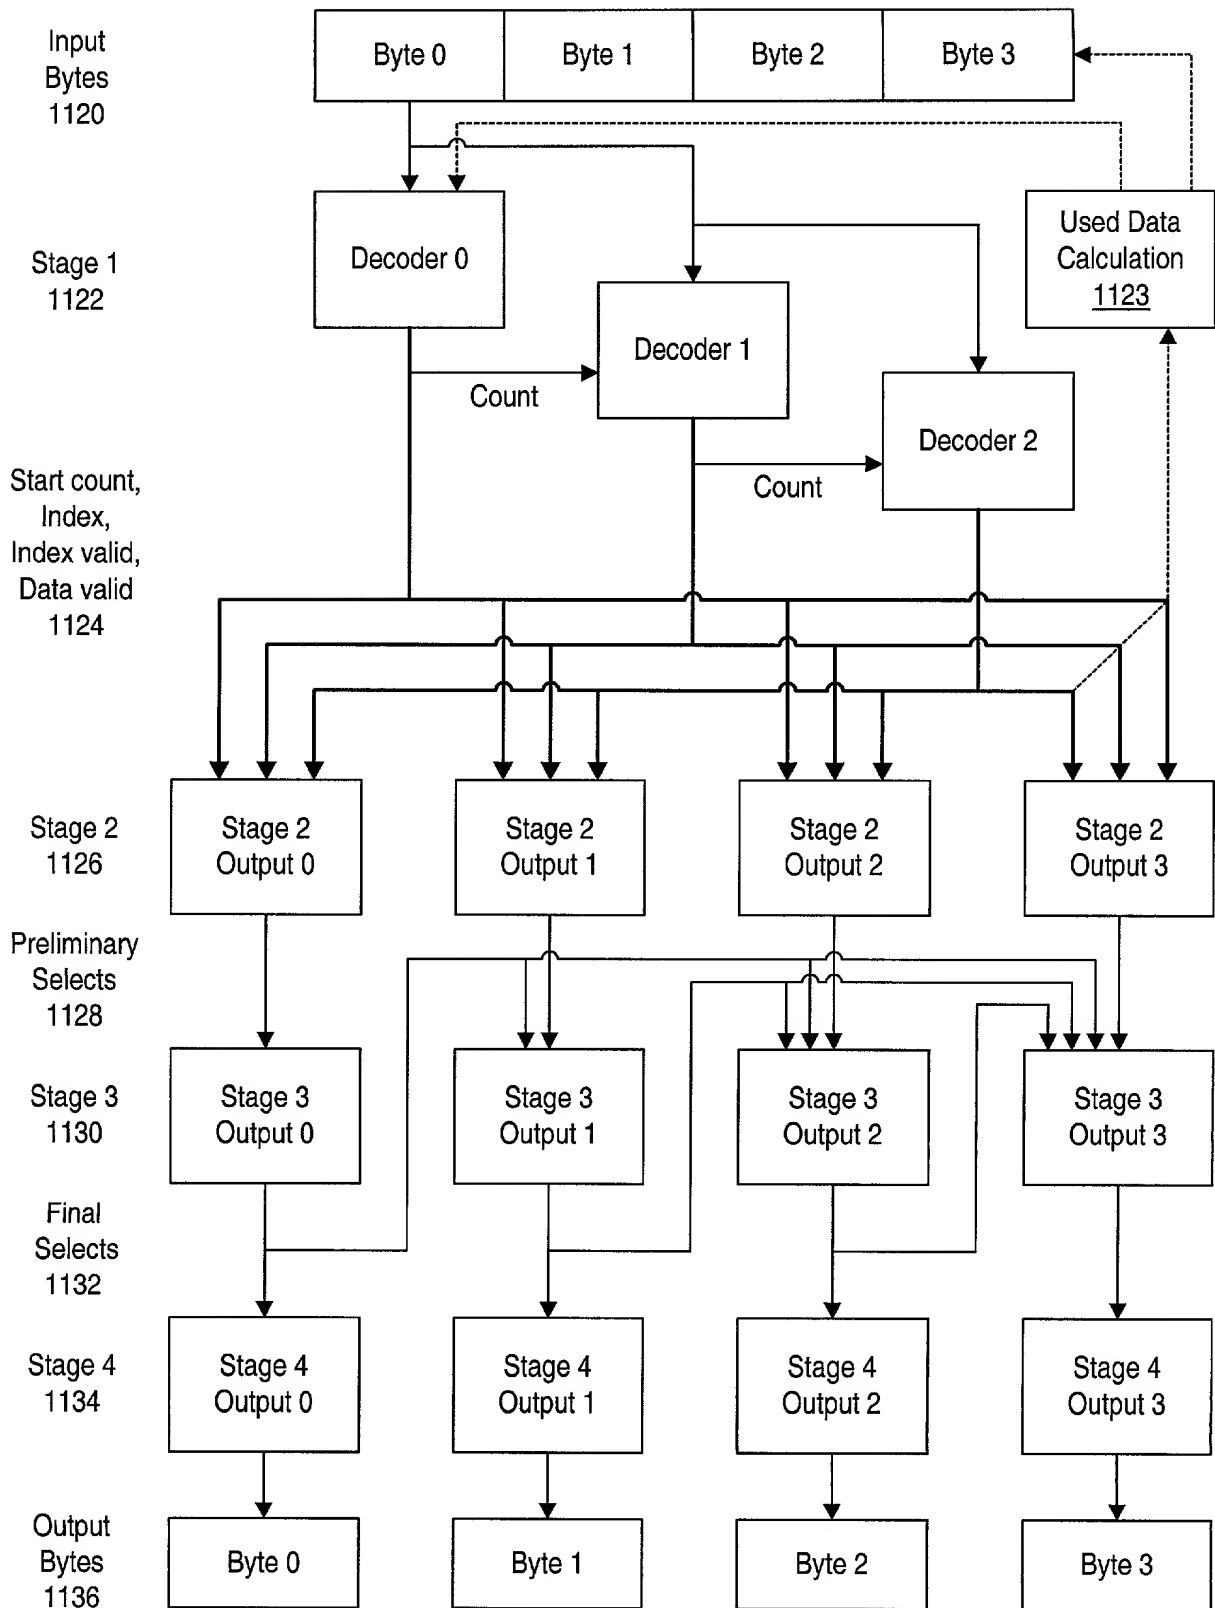 Input
Bytes
1120
Byte 0
Byte 1
Byte 2
Byte 3
Stage 1
1122
Decoder 0
Used Data
Calculation
1123
Decoder 1
Count
Decoder 2
Count
Start count,
Index,
Index valid,
Data valid
1124
Stage 2
1126
Stage 2
Output 0
Stage 2
Output 1
Stage 2
Output 2
Stage 2
Output 3
Preliminary
Selects
1128
Stage 3
1130
Stage 3
Output 0
Stage 3
Output 1
Stage 3
Output 2
Stage 3
Output 3
Final
Selects
1132
Stage 4
1134
Stage 4
Output 0
Stage 4
Output 1
Stage 4
Output 2
Stage 4
Output 3
Output
Bytes
1136
Byte 0
Byte 1
Byte 2
Byte 3